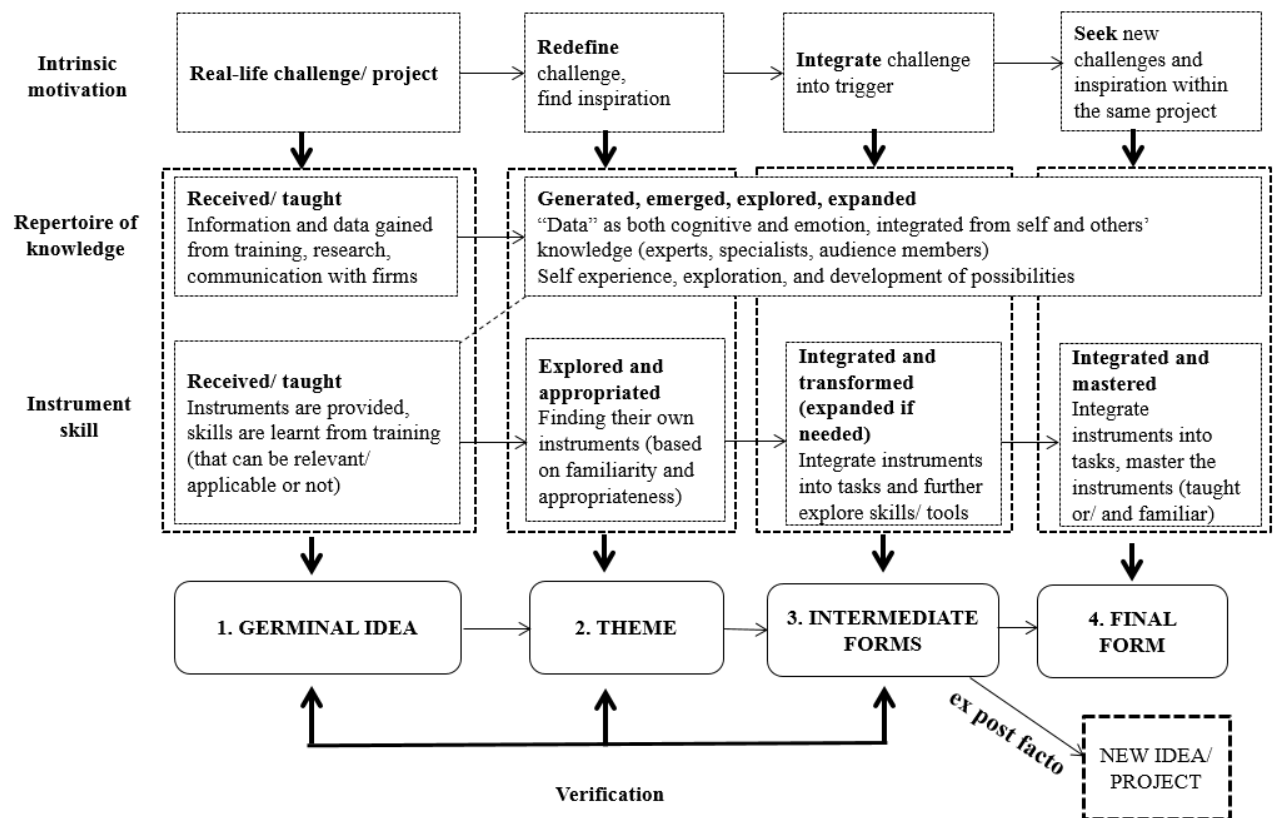 Intrinsic
motivation
Real-life challenge/ project
Redefine
challenge,
find inspiration
Integrate challenge
into trigger
Seek new
challenges and
inspiration within
the same project
Repertoire of
knowledge
Received/ taught
Information and data gained
from training, research,
communication with firms
Generated, emerged, explored, expanded
“Data” as both cognitive and emotion, integrated from self and others’
knowledge (experts, specialists, audience members)
Self experience, exploration, and development of possibilities
Instrument
skill
Received/ taught
Instruments are provided,
skills are learnt from training
(that can be relevant/
applicable or not)
Explored and
appropriated
Finding their own
instruments (based
on familiarity and
appropriateness)
Integrated and
transformed
(expanded if
needed)
Integrate instruments
into tasks and further
explore skills/ tools
Integrated and
mastered
Integrate
instruments into
tasks, master the
instruments (taught
or/ and familiar)
1. GERMINAL IDEA
2. THEME
3. INTERMEDIATE
FORMS
4. FINAL
FORM
ex post facto
NEW IDEA/
PROJECT
Verification